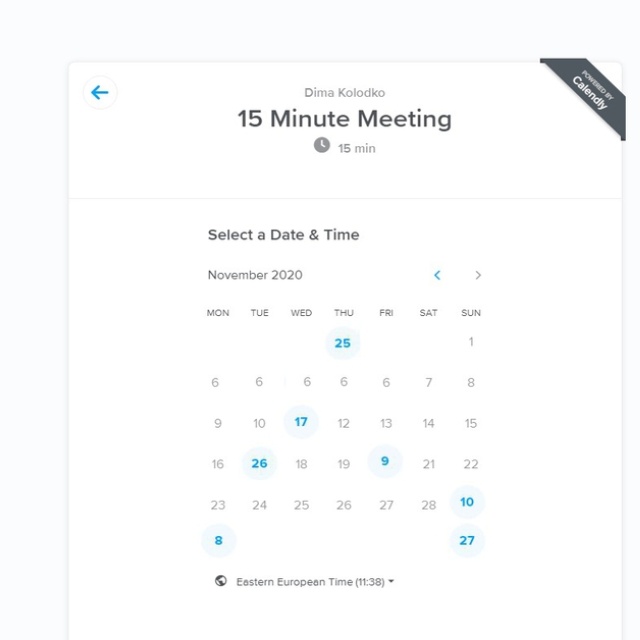 Dima Kolodko
15 Minute Meeting
15 min
POWERED BY
Calendly
Select a Date & Time
November 2020
MON TUE WED THU FRI SAT SUN
25 1
6 6 6 6 6 7 8
9 10 17 12 13 14 15
16 26 18 19 9 21 22
23 24 25 26 27 28 10
8 27
Eastern European Time (11:38)